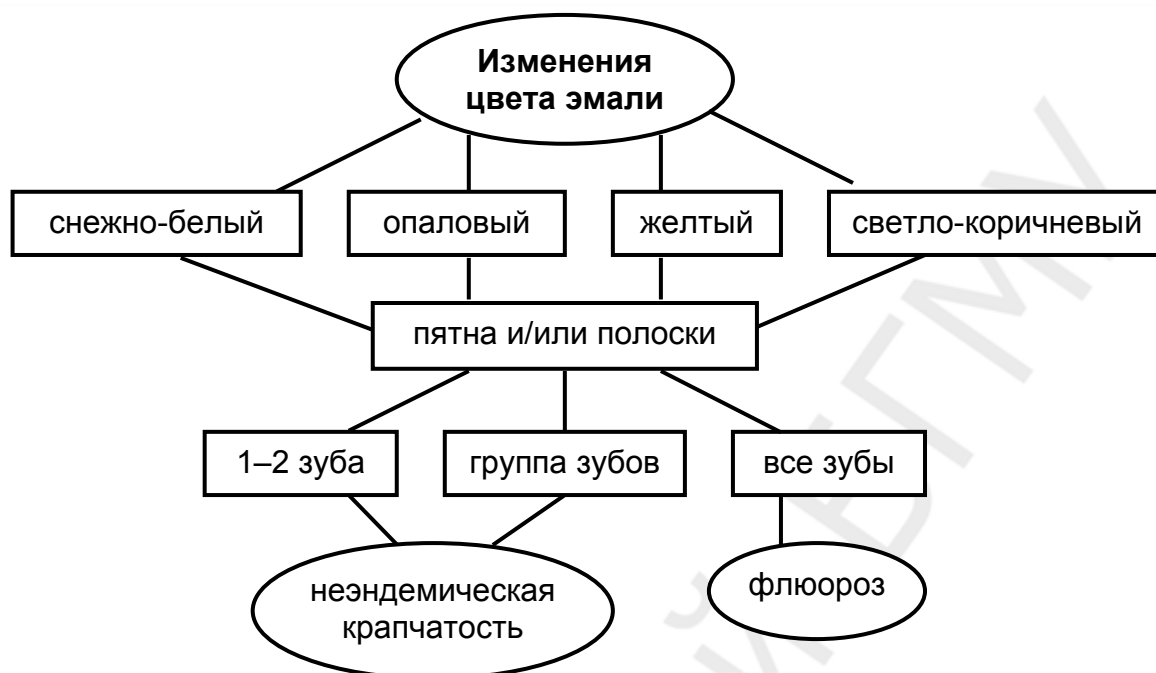 Изменения
цвета эмали
снежно-белый
опаловый
желтый
светло-коричневый
пятна и/или полоски
1–2 зуба
группа зубов
все зубы
неэндемическая
крапчатость
флюороз
й БГМУ